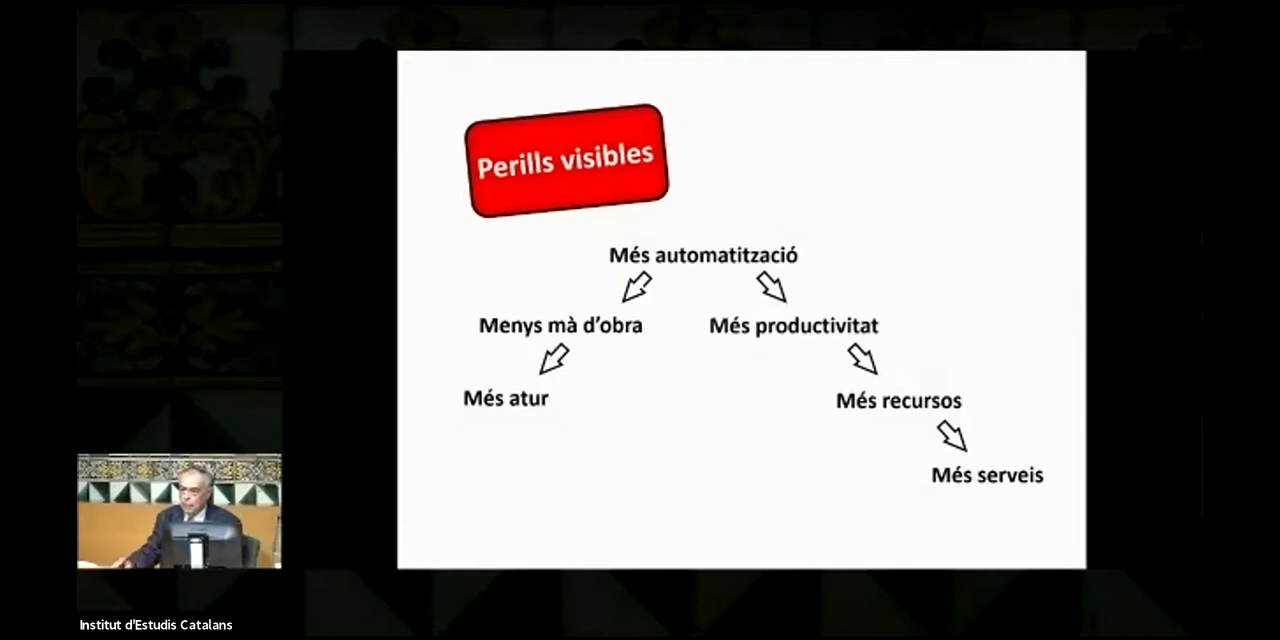 Perills visibles
Més automatització
Menys mà d'obra
Més productivitat
Més atur
Més recursos
Més serveis
Institut d'Estudis Catalans